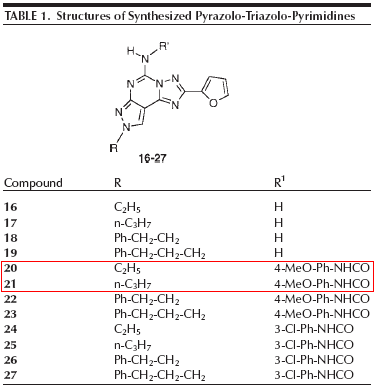 TABLE 1. Structures of Synthesized Pyrazolo-Triazolo-Pyrimidines
H R'
N
N N N
N N O
N
R
16-27
Compound R R¹
16 C₂H₅ H
17 n-C₃H₇ H
18 Ph-CH₂-CH₂ H
19 Ph-CH₂-CH₂-CH₂ H
20 C₂H₅ 4-MeO-Ph-NHCO
21 n-C₃H₇ 4-MeO-Ph-NHCO
22 Ph-CH₂-CH₂ 4-MeO-Ph-NHCO
23 Ph-CH₂-CH₂-CH₂ 4-MeO-Ph-NHCO
24 C₂H₅ 3-Cl-Ph-NHCO
25 n-C₃H₇ 3-Cl-Ph-NHCO
26 Ph-CH₂-CH₂ 3-Cl-Ph-NHCO
27 Ph-CH₂-CH₂-CH₂ 3-Cl-Ph-NHCO